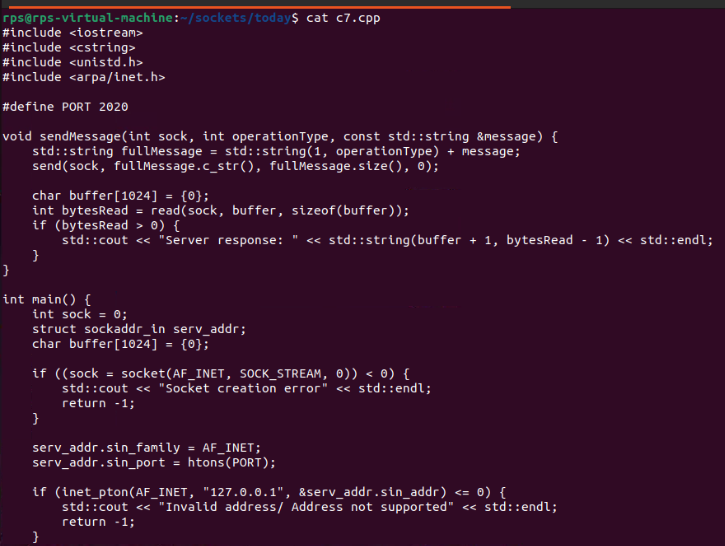 rps@rps-virtual-machine:~/sockets/today$ cat c7.cpp
#include <iostream>
#include <cstring>
#include <unistd.h>
#include <arpa/inet.h>

#define PORT 2020

void sendMessage(int sock, int operationType, const std::string &message) {
    std::string fullMessage = std::string(1, operationType) + message;
    send(sock, fullMessage.c_str(), fullMessage.size(), 0);

    char buffer[1024] = {0};
    int bytesRead = read(sock, buffer, sizeof(buffer));
    if (bytesRead > 0) {
        std::cout << "Server response: " << std::string(buffer + 1, bytesRead - 1) << std::endl;
    }
}

int main() {
    int sock = 0;
    struct sockaddr_in serv_addr;
    char buffer[1024] = {0};

    if ((sock = socket(AF_INET, SOCK_STREAM, 0)) < 0) {
        std::cout << "Socket creation error" << std::endl;
        return -1;
    }

    serv_addr.sin_family = AF_INET;
    serv_addr.sin_port = htons(PORT);

    if (inet_pton(AF_INET, "127.0.0.1", &serv_addr.sin_addr) <= 0) {
        std::cout << "Invalid address/ Address not supported" << std::endl;
        return -1;
    }